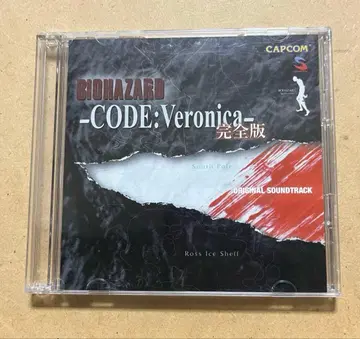 CAPCOM
BIOHAZARD
-CODE:Veronica-
完全版
South Pole
ORIGINAL SOUNDTRACK
Ross Ice Shelf